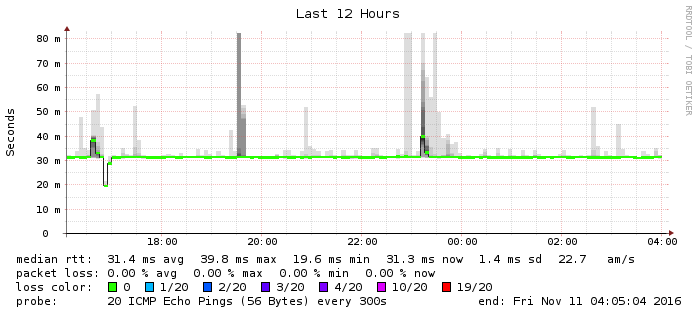 Last 12 Hours
RRDTOOL / TOBI OETIKER
Seconds
80 m
70 m
60 m
50 m
40 m
30 m
20 m
10 m
0
18:00 20:00 22:00 00:00 02:00 04:00
median rtt: 31.4 ms avg 39.8 ms max 19.6 ms min 31.3 ms now 1.4 ms sd 22.7 am/s
packet loss: 0.00 % avg 0.00 % max 0.00 % min 0.00 % now
loss color: 0 1/20 2/20 3/20 4/20 10/20 19/20
probe: 20 ICMP Echo Pings (56 Bytes) every 300s end: Fri Nov 11 04:05:04 2016